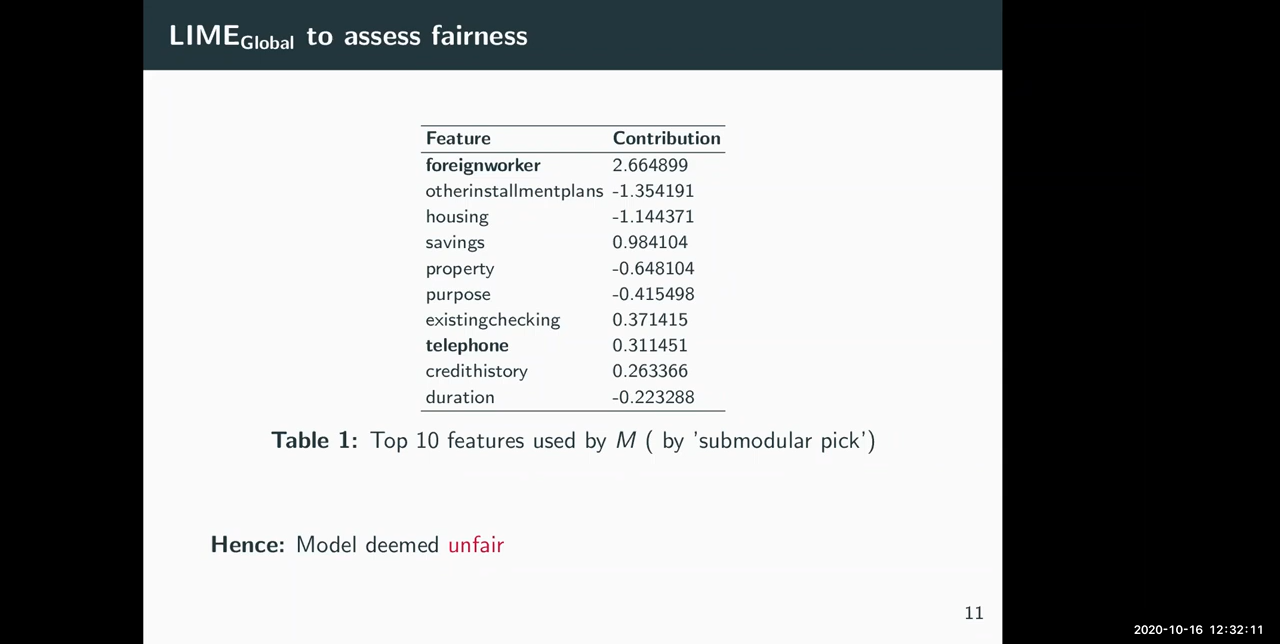 LIMEGlobal to assess fairness
Feature Contribution
foreignworker 2.664899
otherinstallmentplans -1.354191
housing -1.144371
savings 0.984104
property -0.648104
purpose -0.415498
existingchecking 0.371415
telephone 0.311451
credithistory 0.263366
duration -0.223288
Table 1: Top 10 features used by M ( by 'submodular pick')
Hence: Model deemed unfair
11
2020-10-16 12:32:11